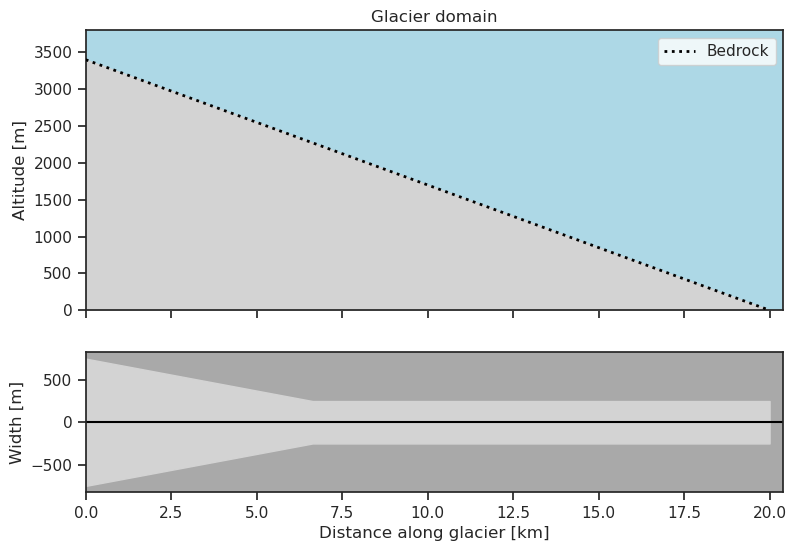 Glacier domain
Altitude [m]
3500
3000
2500
2000
1500
1000
500
0
Bedrock
Width [m]
500
0
−500
0.0 2.5 5.0 7.5 10.0 12.5 15.0 17.5 20.0
Distance along glacier [km]